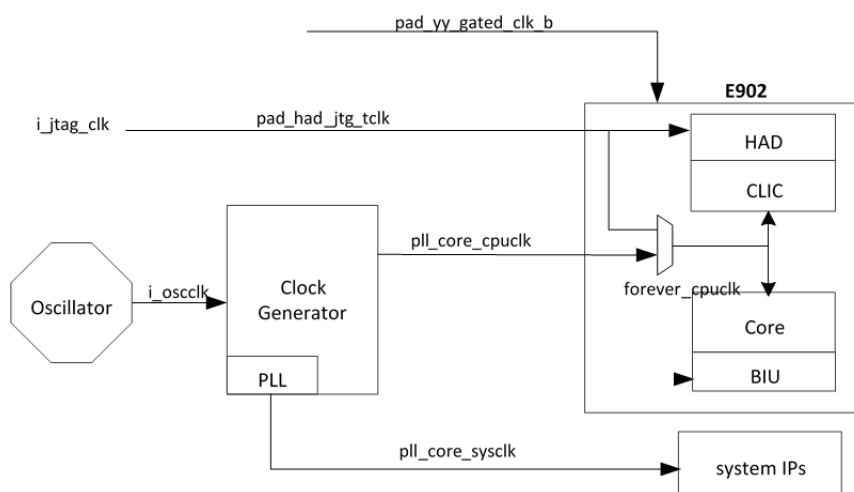 pad_yy_gated_clk_b
E902
i_jtag_clk
pad_had_jtg_tclk
HAD
CLIC
pll_core_cpuclk
Oscillator
i_oscclk
Clock
Generator
forever_cpuclk
Core
PLL
BIU
pll_core_sysclk
system IPs